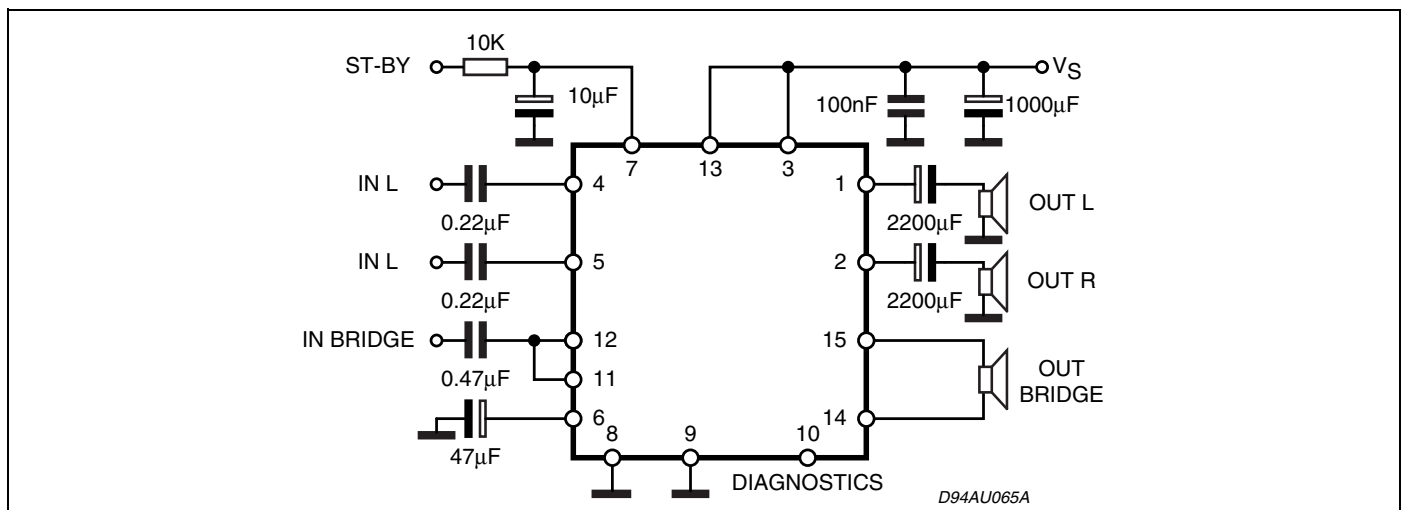 10K
ST-BY
V_S
10µF
100nF
1000µF
7
13
3
IN L
4
1
OUT L
0.22µF
2200µF
IN L
5
2
OUT R
0.22µF
2200µF
IN BRIDGE
12
15
0.47µF
11
OUT
BRIDGE
6
14
47µF
8
9
10
DIAGNOSTICS
D94AU065A